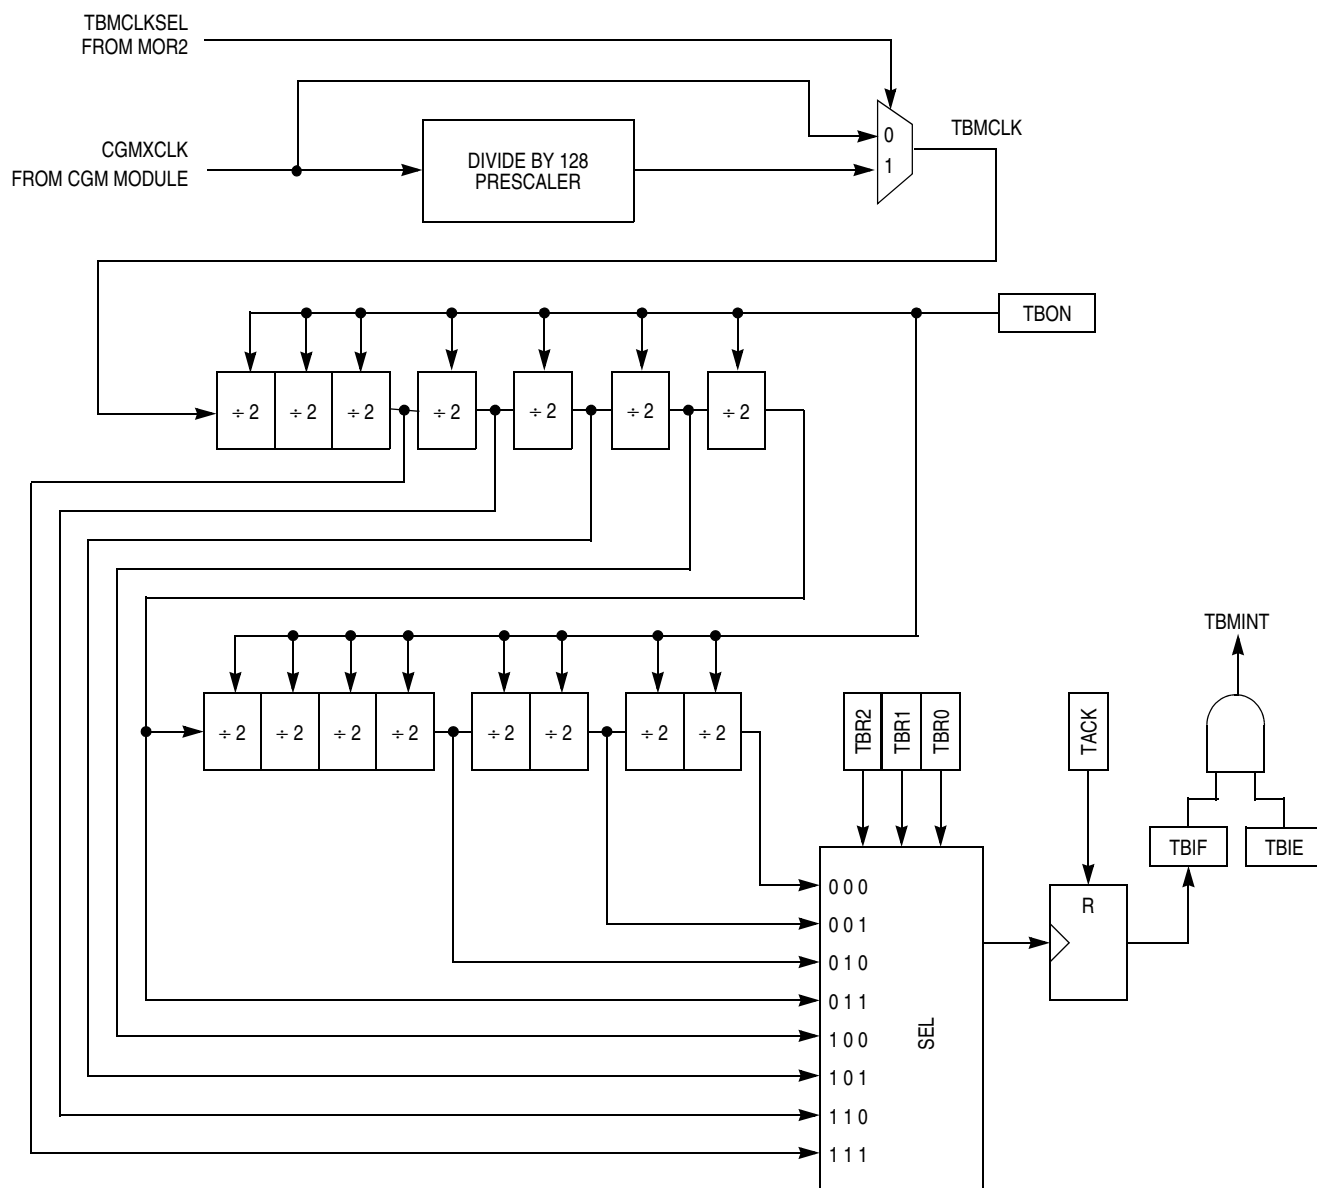 TBMCLKSEL
FROM MOR2
CGMXCLK
FROM CGM MODULE
DIVIDE BY 128
PRESCALER
0
1
TBMCLK
TBON
÷ 2 ÷ 2 ÷ 2 ÷ 2 ÷ 2 ÷ 2 ÷ 2
TBMINT
÷ 2 ÷ 2 ÷ 2 ÷ 2 ÷ 2 ÷ 2 ÷ 2 ÷ 2
TBR2
TBR1
TBR0
TACK
TBIF
TBIE
R
0 0 0
0 0 1
0 1 0
0 1 1
1 0 0
1 0 1
1 1 0
1 1 1
SEL